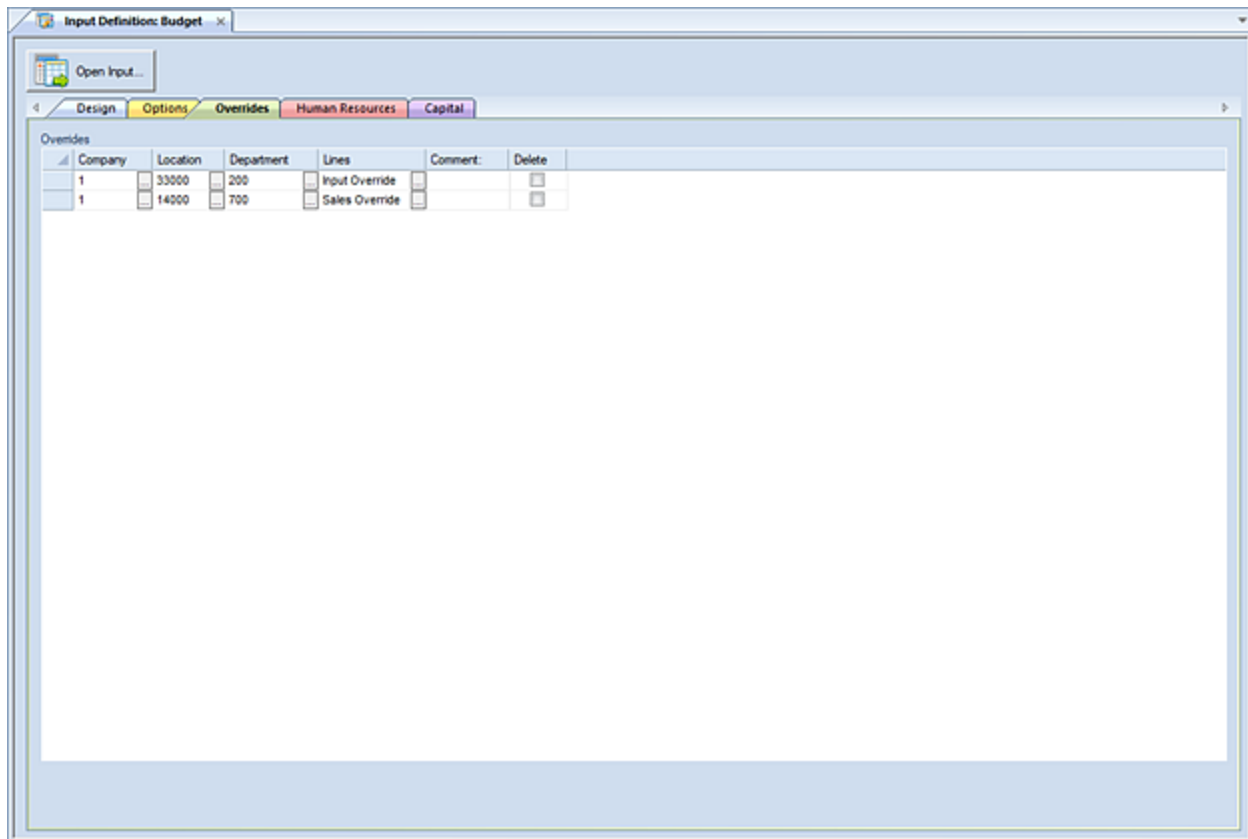 Input Definition: Budget
Open Input...
Design Options Overrides Human Resources Capital
Overrides
Company Location Department Lines Comment: Delete
1 ... 33000 ... 200 ... Input Override ...
1 ... 14000 ... 700 ... Sales Override ...